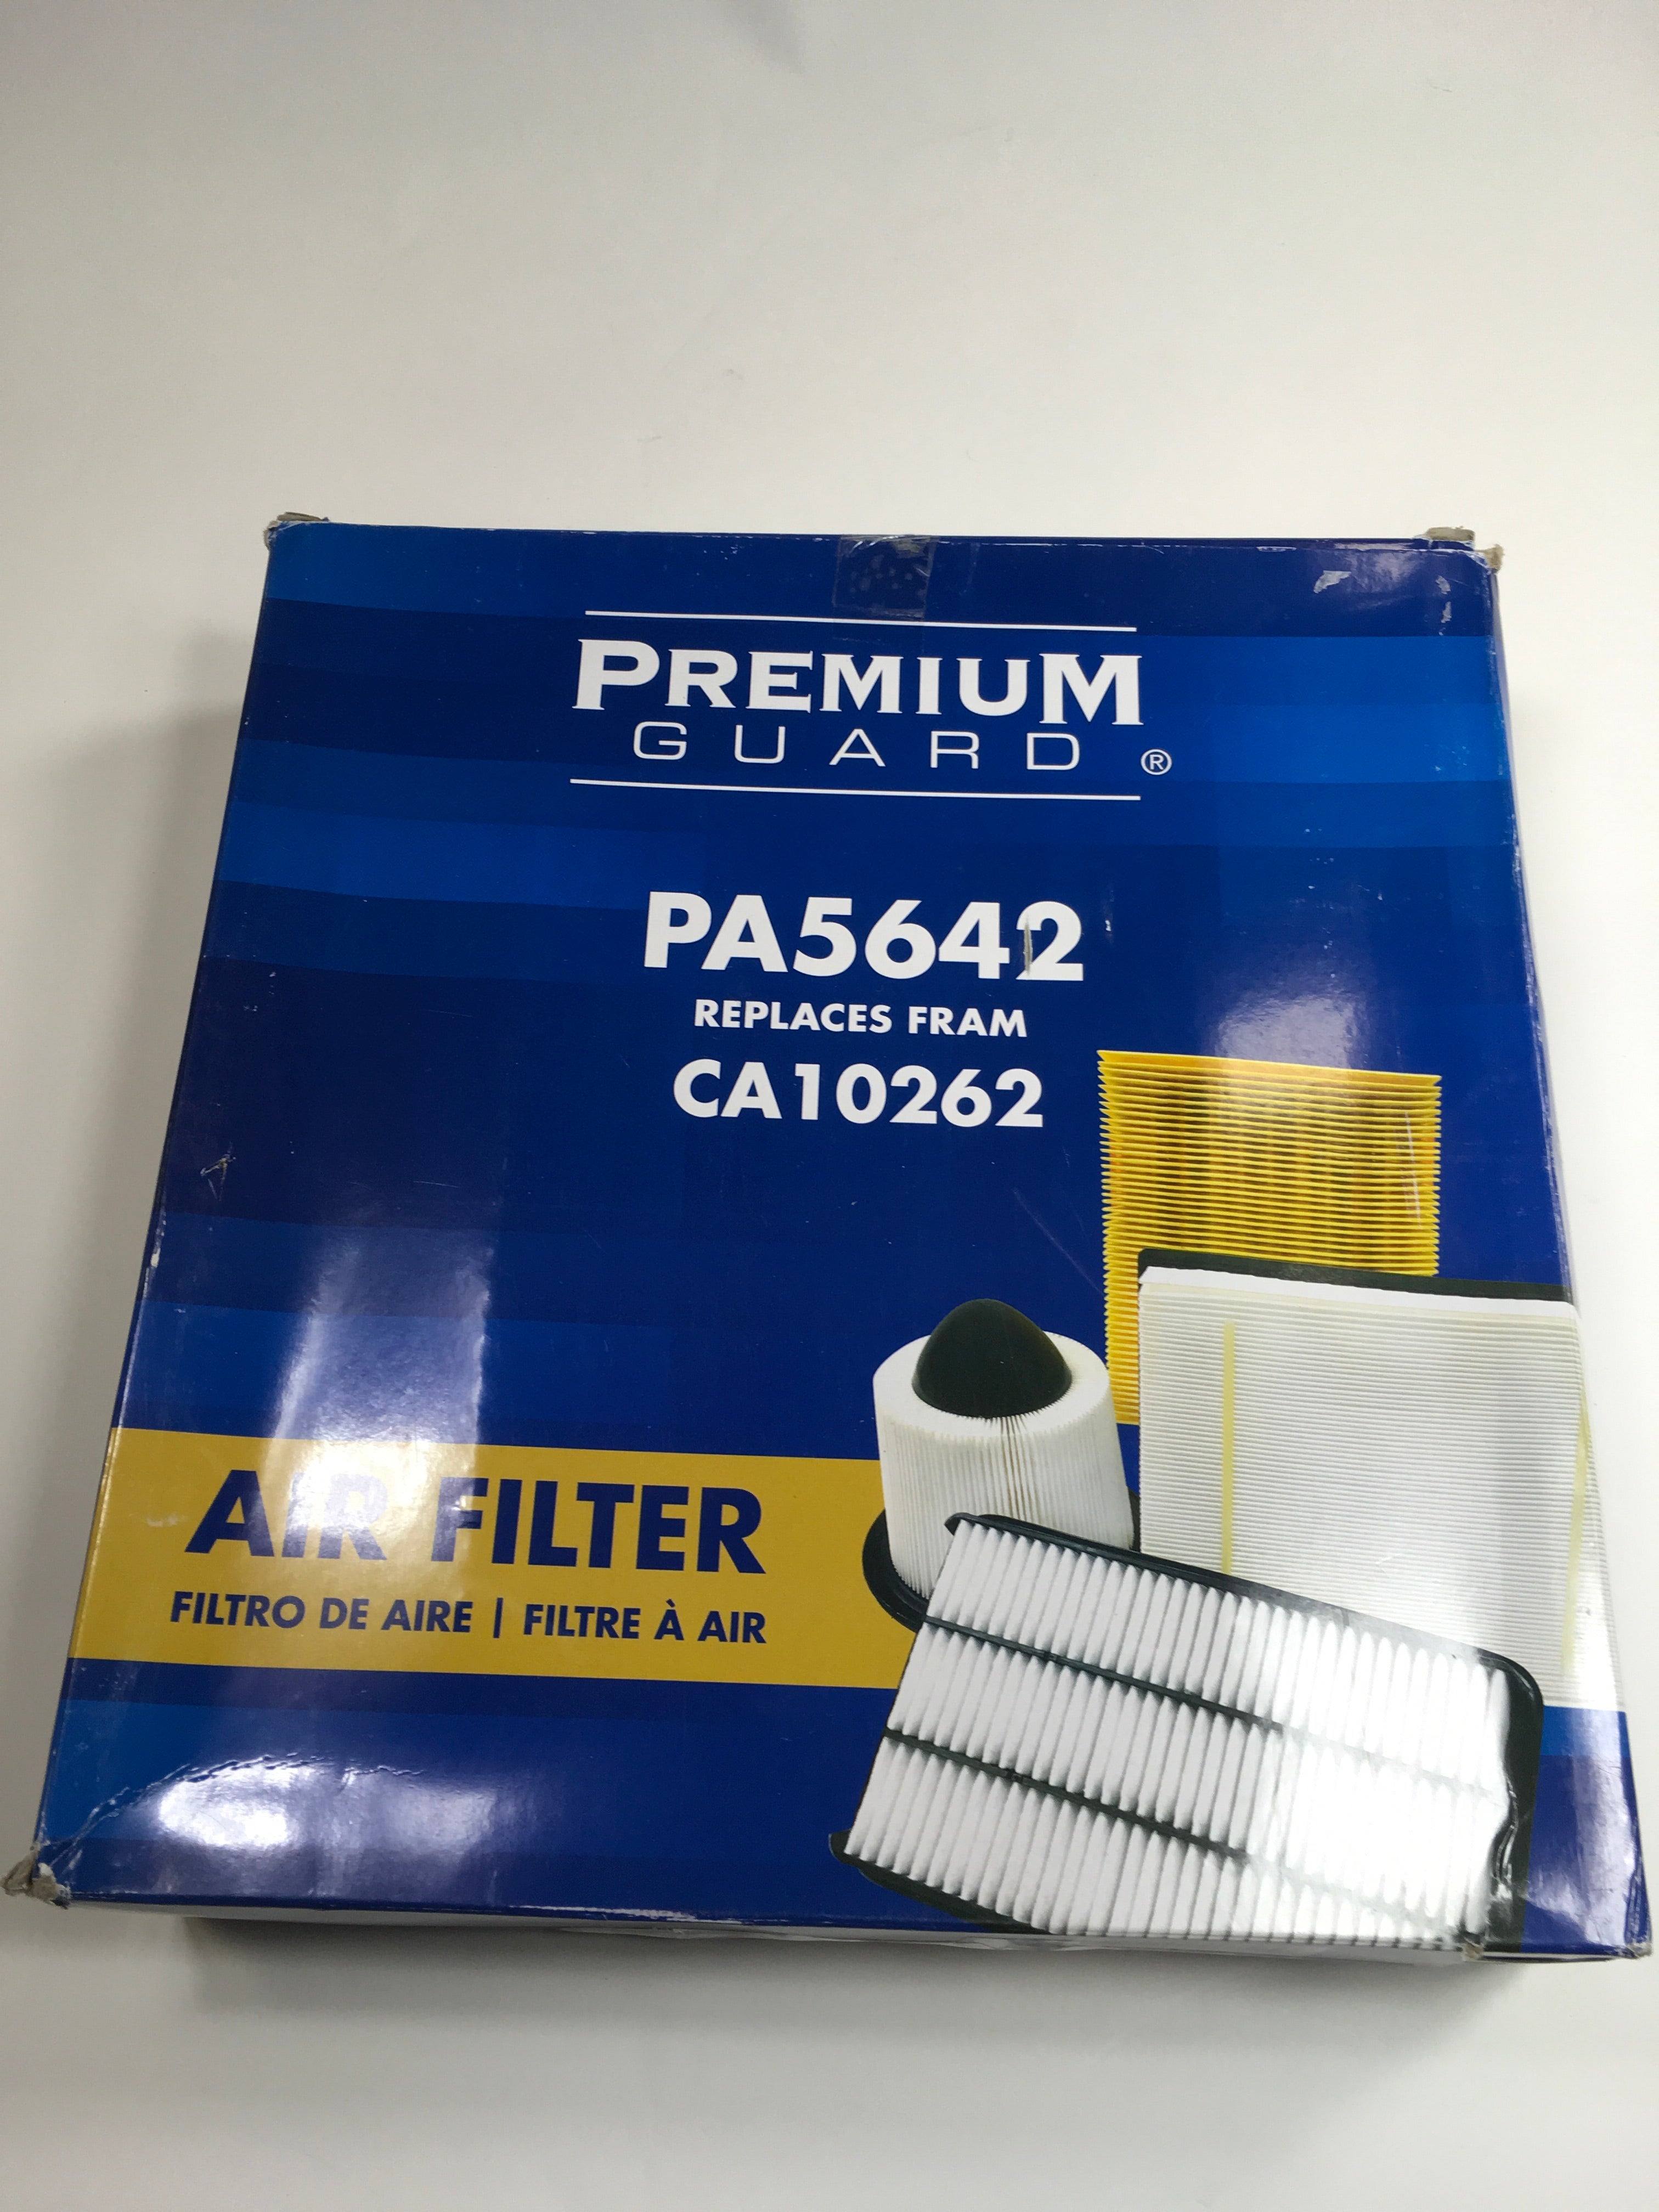 PREMIUM
GUARD ®
PA5642
REPLACES FRAM
CA10262
AIR FILTER
FILTRO DE AIRE | FILTRE À AIR